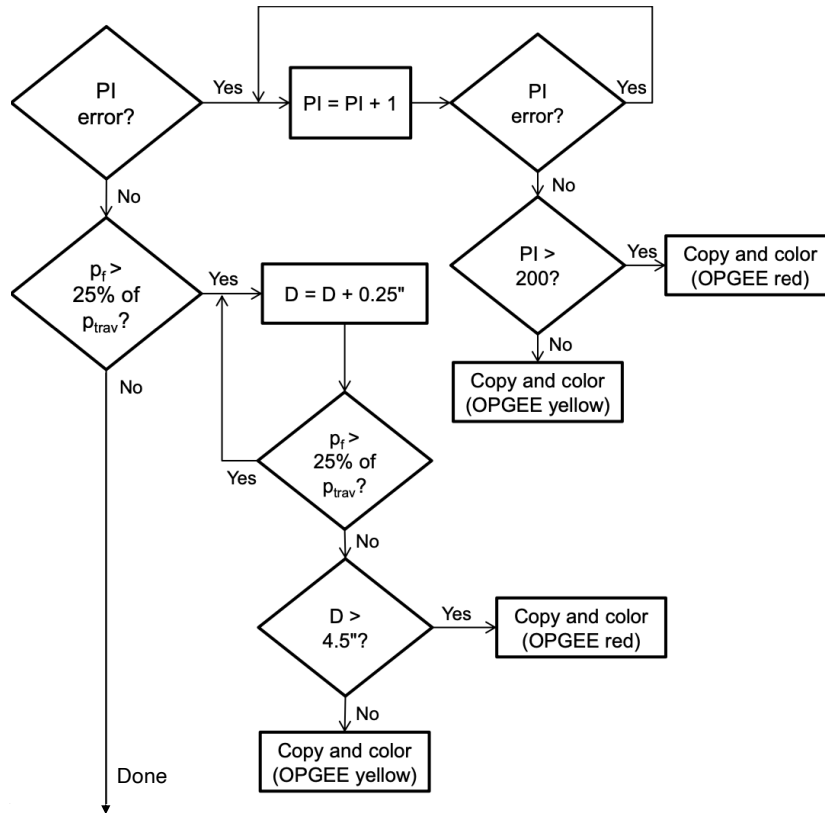 PI
error?
Yes
PI = PI + 1
PI
error?
Yes
No
No
PI >
200?
Yes
Copy and color
(OPGEE red)
No
Copy and color
(OPGEE yellow)
pf >
25% of
ptrav?
Yes
D = D + 0.25"
No
pf >
25% of
ptrav?
Yes
No
D >
4.5"?
Yes
Copy and color
(OPGEE red)
No
Copy and color
(OPGEE yellow)
Done